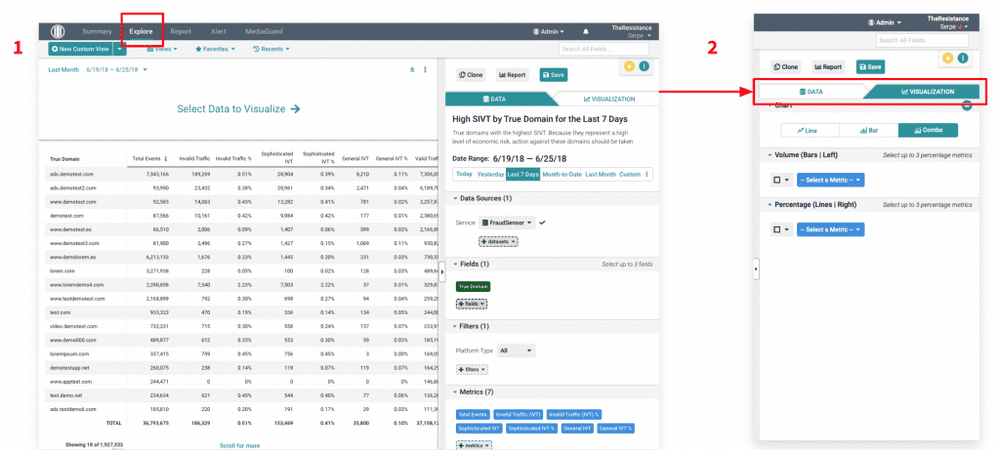 1
Summary Explore Report Alert MediaGuard Admin TheResistance
Serpe
New Custom View Views Favorites Recents Search All Fields...
Last Month 6/19/18 — 6/25/18
Select Data to Visualize →
True Domain Total Events ↓ Invalid Traffic Invalid Traffic % Sophisticated IVT Sophisticated IVT % General IVT General IVT % Valid Traf
ads.demotest.com 7,343,166 189,269 0.51% 28,904 0.39% 8,210 0.11% 7,306,05
ads.demotest2.com 93,990 23,432 0.38% 20,961 0.34% 2,471 0.04% 6,189,70
www.demotest.com 92,583 14,063 0.43% 13,282 0.41% 781 0.02% 3,257,8
demotest.com 87,566 10,161 0.42% 9,984 0.42% 177 0.01% 2,380,69
www.demotest.es 86,510 2,006 0.09% 1,407 0.06% 599 0.03% 2,166,89
www.demotest3.com 81,900 2,496 0.27% 1,427 0.15% 1,069 0.11% 930,8
www.demolorem.es 6,213,133 1,676 0.23% 1,445 0.20% 231 0.03% 730,5
lorem.com 3,271,938 228 0.05% 100 0.02% 128 0.03% 489,6
www.loremdemo4.com 2,390,858 7,540 2.23% 7,503 2.22% 37 0.01% 329,8
www.testdemotest.com 2,168,899 792 0.30% 698 0.27% 94 0.04% 259,2
test.com 933,323 470 0.19% 336 0.14% 134 0.05% 244,0
video.demotest.com 732,231 715 0.30% 558 0.24% 157 0.07% 233,9
www.demo000.com 489,877 612 0.33% 553 0.30% 59 0.03% 185,1
loremipsum.com 337,415 759 0.45% 756 0.45% 3 0.00% 169,0
demotestapp.net 260,075 238 0.14% 119 0.07% 119 0.07% 164,2
www.apptest.com 244,471 0 0% 0 0% 0 0% 146,8
test.demo.net 234,634 621 0.45% 544 0.40% 77 0.06% 136,2
ads.testdemo6.com 185,810 220 0.20% 191 0.17% 29 0.03% 111,3
TOTAL 36,793,675 186,329 0.51% 153,469 0.41% 35,800 0.10% 37,158,12
Showing 18 of 1,927,333 Scroll for more
Clone Report Save
DATA VISUALIZATION
High SIVT by True Domain for the Last 7 Days
True domains with the highest SIVT. Because they represent a high
level of economic risk, action against these domains should be taken
Date Range: 6/19/18 — 6/25/18
Today Yesterday Last 7 Days Month-to-Date Last Month Custom
Data Sources (1)
Service FraudSensor
+ datasets
Fields (1) Select up to 3 fields
True Domain
+ fields
Filters (1)
Platform Type All
+ filters
Metrics (7)
Total Events Invalid Traffic (IVT) Invalid Traffic (IVT) %
Sophisticated IVT Sophisticated IVT % General IVT General IVT %
+ metrics
2
Admin TheResistance
Serpe
Search All Fields...
Clone Report Save
DATA VISUALIZATION
Chart
Line Bar Combo
Volume (Bars | Left) Select up to 3 percentage metrics
-- Select a Metric --
Percentage (Lines | Right) Select up to 3 percentage metrics
-- Select a Metric --